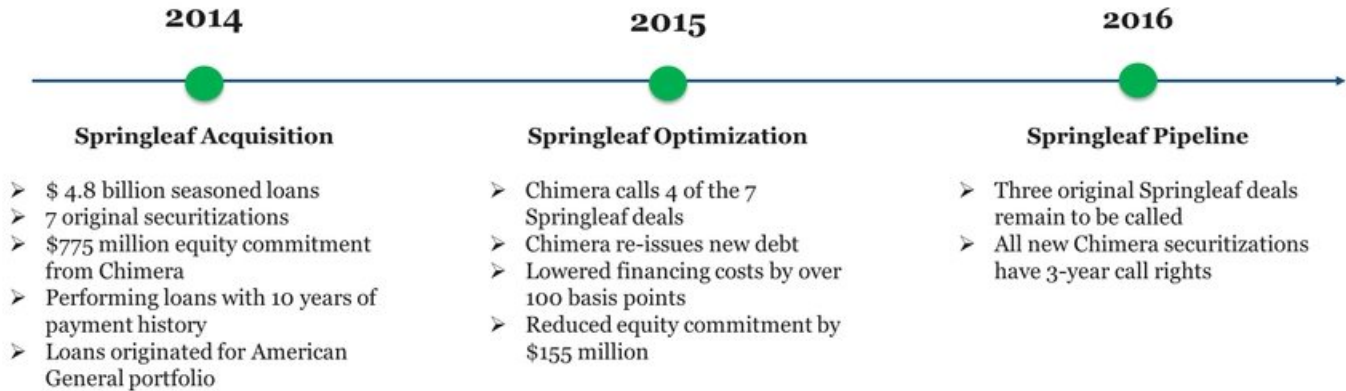 2014
2015
2016
Springleaf Acquisition
➢ $ 4.8 billion seasoned loans
➢ 7 original securitizations
➢ $775 million equity commitment
from Chimera
➢ Performing loans with 10 years of
payment history
➢ Loans originated for American
General portfolio
Springleaf Optimization
➢ Chimera calls 4 of the 7
Springleaf deals
➢ Chimera re-issues new debt
➢ Lowered financing costs by over
100 basis points
➢ Reduced equity commitment by
$155 million
Springleaf Pipeline
➢ Three original Springleaf deals
remain to be called
➢ All new Chimera securitizations
have 3-year call rights